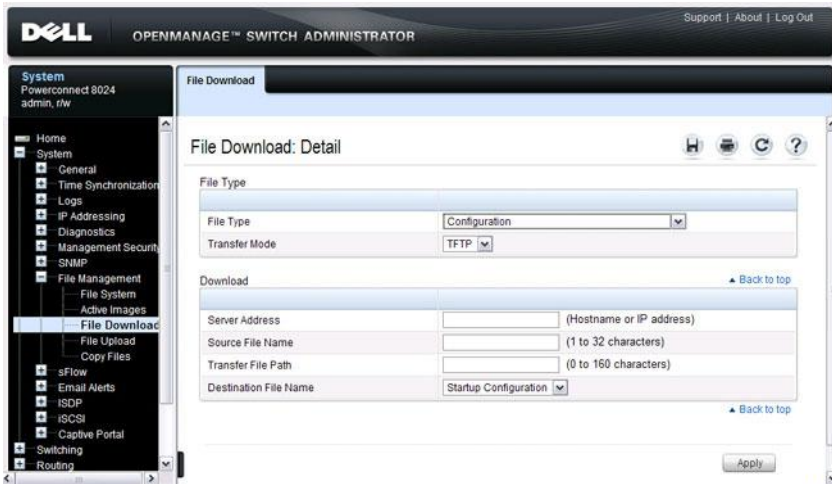 Support | About | Log Out
DELL
OPENMANAGE™ SWITCH ADMINISTRATOR
System
Powerconnect 8024
admin, r/w
File Download
Home
System
General
Time Synchronization
Logs
IP Addressing
Diagnostics
Management Security
SNMP
File Management
File System
Active Images
File Download
File Upload
Copy Files
sFlow
Email Alerts
ISDP
iSCSI
Captive Portal
Switching
Routing
File Download: Detail
File Type
File Type Configuration
Transfer Mode TFTP
Download Back to top
Server Address (Hostname or IP address)
Source File Name (1 to 32 characters)
Transfer File Path (0 to 160 characters)
Destination File Name Startup Configuration
Back to top
Apply